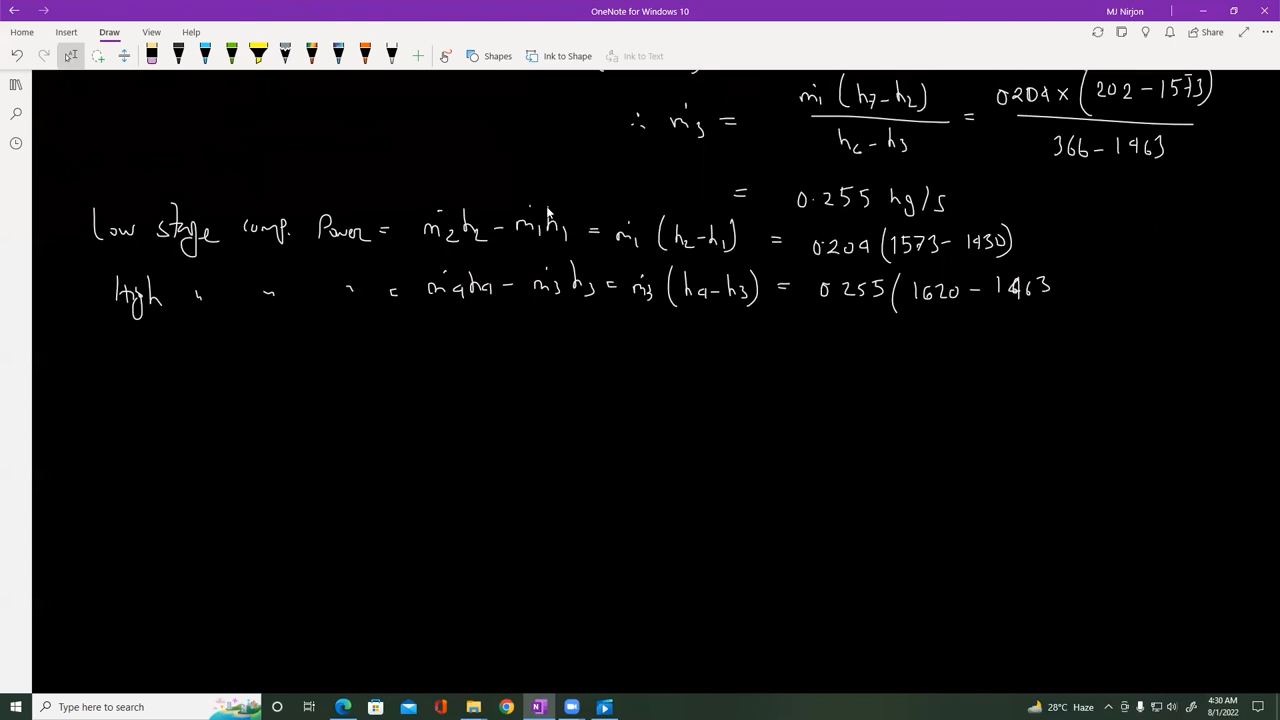 OneNote for Windows 10
MJ Nirjon
Home Insert Draw View Help Share
Shapes Ink to Shape Ink to Text
∴ ṁ3 = ṁ1 (h7 - h2) / h6 - h3 = 0.204 × (202 - 1573) / 366 - 1463
= 0.255 kg/s
Low stage comp. Power = ṁ2h2 - ṁ1h1 = ṁ1 (h2 - h1) = 0.204 (1573 - 1430)
High " " " = ṁ4h4 - ṁ3h3 = ṁ3 (h4 - h3) = 0.255 (1620 - 1463
Type here to search
28°C Haze
4:30 AM
8/1/2022